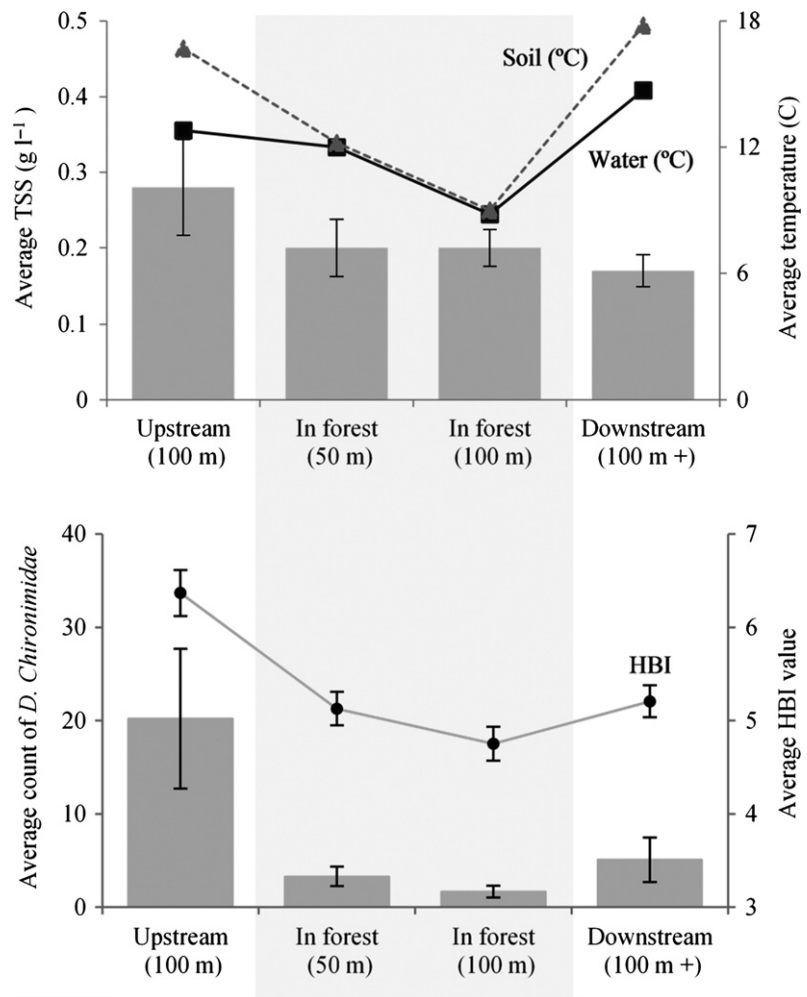 0.5
0.4
0.3
0.2
0.1
0
Average TSS (g l⁻¹)
18
12
6
0
Average temperature (C)
Soil (ºC)
Water (ºC)
Upstream
(100 m)
In forest
(50 m)
In forest
(100 m)
Downstream
(100 m +)
40
30
20
10
0
Average count of D. Chironimidae
7
6
5
4
3
Average HBI value
HBI
Upstream
(100 m)
In forest
(50 m)
In forest
(100 m)
Downstream
(100 m +)